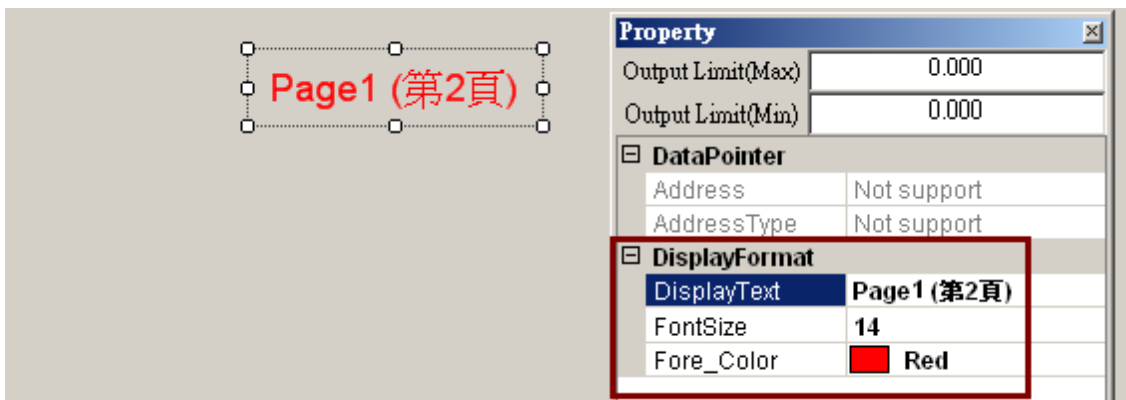 Page1 (第2頁)
Property
Output Limit(Max) 0.000
Output Limit(Min) 0.000
DataPointer
Address Not support
AddressType Not support
DisplayFormat
DisplayText Page1 (第2頁)
FontSize 14
Fore_Color Red